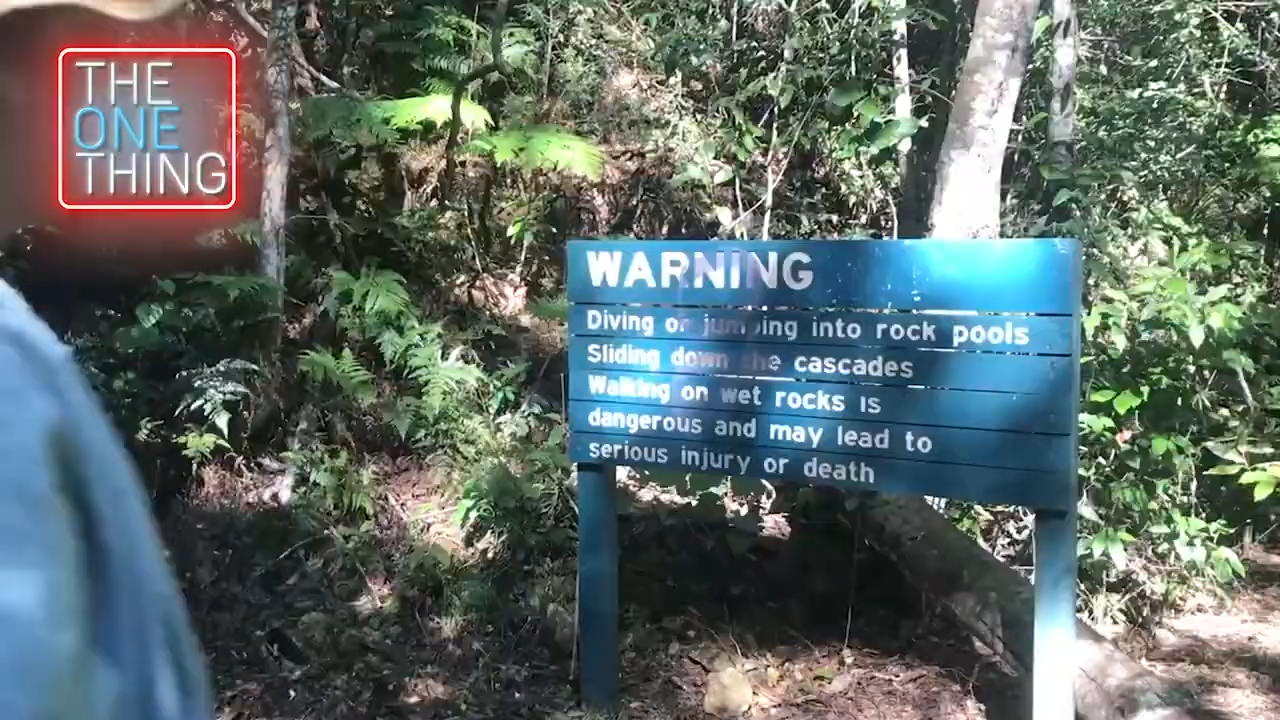 THE
ONE
THING
WARNING
Diving or jumping into rock pools
Sliding down the cascades
Walking on wet rocks is
dangerous and may lead to
serious injury or death